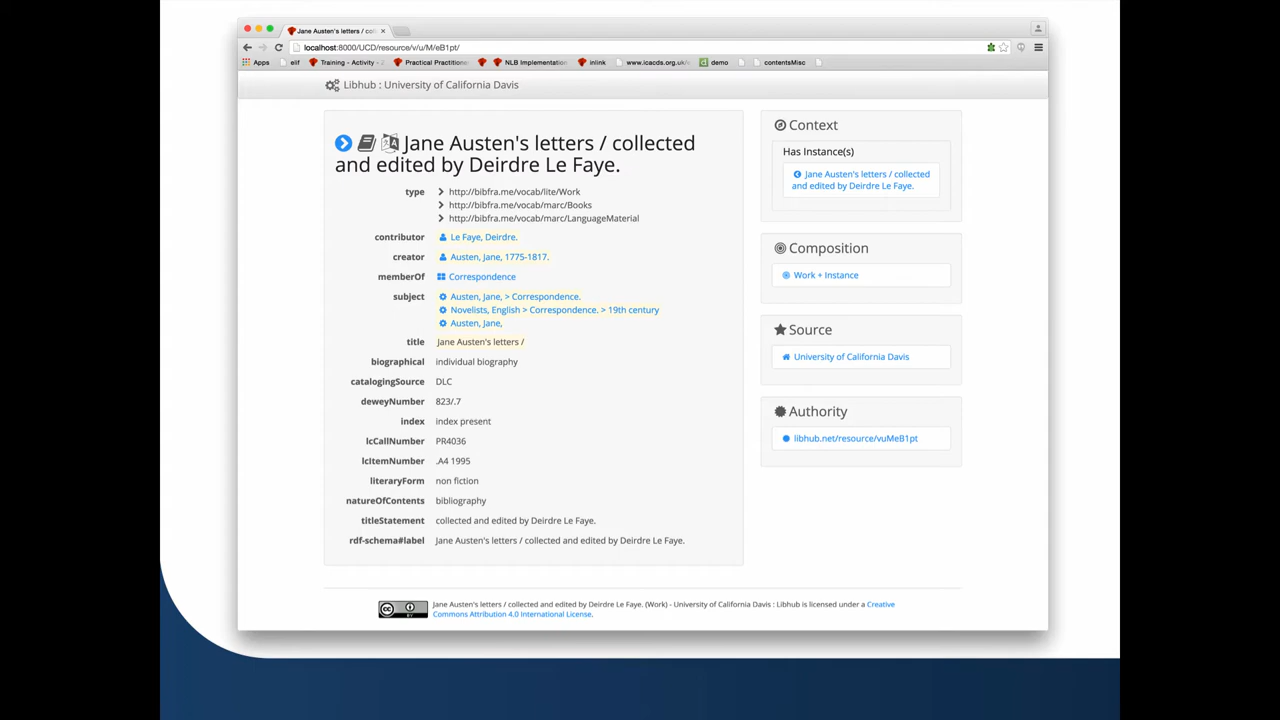 Jane Austen's letters / col
localhost:8000/UCD/resource/v/u/M/eB1pt/
Apps elif Training - Activity - Practical Practitione NLB Implementation inlink www.icacds.org.uk/ demo contentsMisc
Libhub : University of California Davis
Jane Austen's letters / collected
and edited by Deirdre Le Faye.
type http://bibfra.me/vocab/lite/Work
http://bibfra.me/vocab/marc/Books
http://bibfra.me/vocab/marc/LanguageMaterial
contributor Le Faye, Deirdre.
creator Austen, Jane, 1775-1817.
memberOf Correspondence
subject Austen, Jane, > Correspondence.
Novelists, English > Correspondence. > 19th century
Austen, Jane,
title Jane Austen's letters /
biographical individual biography
catalogingSource DLC
deweyNumber 823/.7
index index present
lcCallNumber PR4036
lcItemNumber .A4 1995
literaryForm non fiction
natureOfContents bibliography
titleStatement collected and edited by Deirdre Le Faye.
rdf-schema#label Jane Austen's letters / collected and edited by Deirdre Le Faye.
Context
Has Instance(s)
Jane Austen's letters / collected
and edited by Deirdre Le Faye.
Composition
Work + Instance
Source
University of California Davis
Authority
libhub.net/resource/vuMeB1pt
cc BY
Jane Austen's letters / collected and edited by Deirdre Le Faye. (Work) - University of California Davis : Libhub is licensed under a Creative
Commons Attribution 4.0 International License.